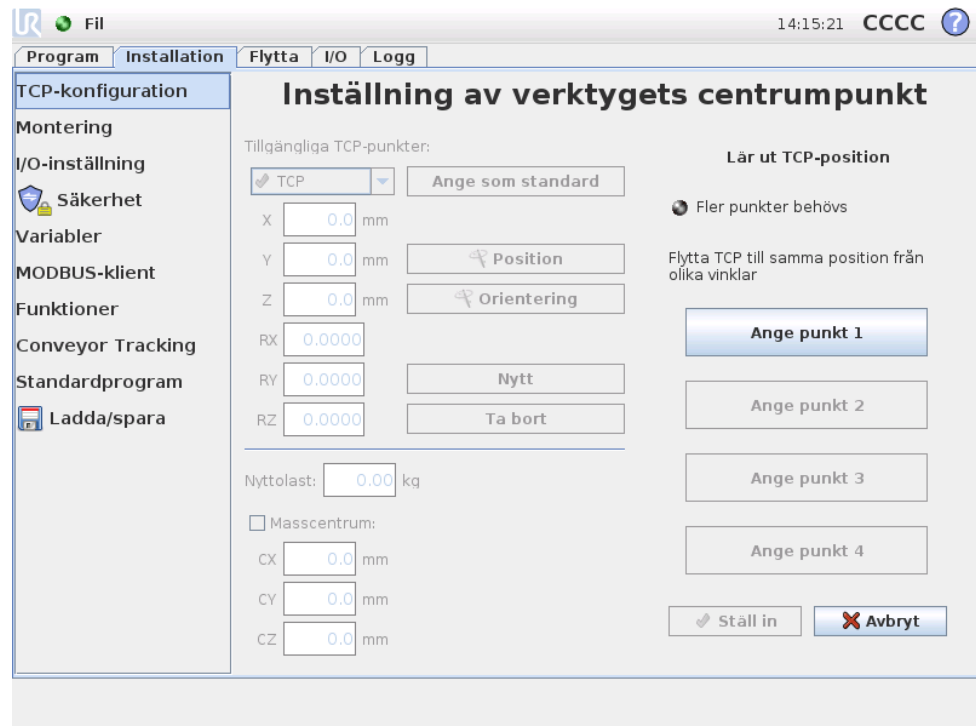 UR Fil 14:15:21 CCCC ?
Program Installation Flytta I/O Logg
TCP-konfiguration
Montering
I/O-inställning
Säkerhet
Variabler
MODBUS-klient
Funktioner
Conveyor Tracking
Standardprogram
Ladda/spara
Inställning av verktygets centrumpunkt
Tillgängliga TCP-punkter:
TCP Ange som standard
X 0.0 mm
Y 0.0 mm Position
Z 0.0 mm Orientering
RX 0.0000
RY 0.0000 Nytt
RZ 0.0000 Ta bort
Nyttolast: 0.00 kg
Masscentrum:
CX 0.0 mm
CY 0.0 mm
CZ 0.0 mm
Lär ut TCP-position
Fler punkter behövs
Flytta TCP till samma position från
olika vinklar
Ange punkt 1
Ange punkt 2
Ange punkt 3
Ange punkt 4
Ställ in Avbryt